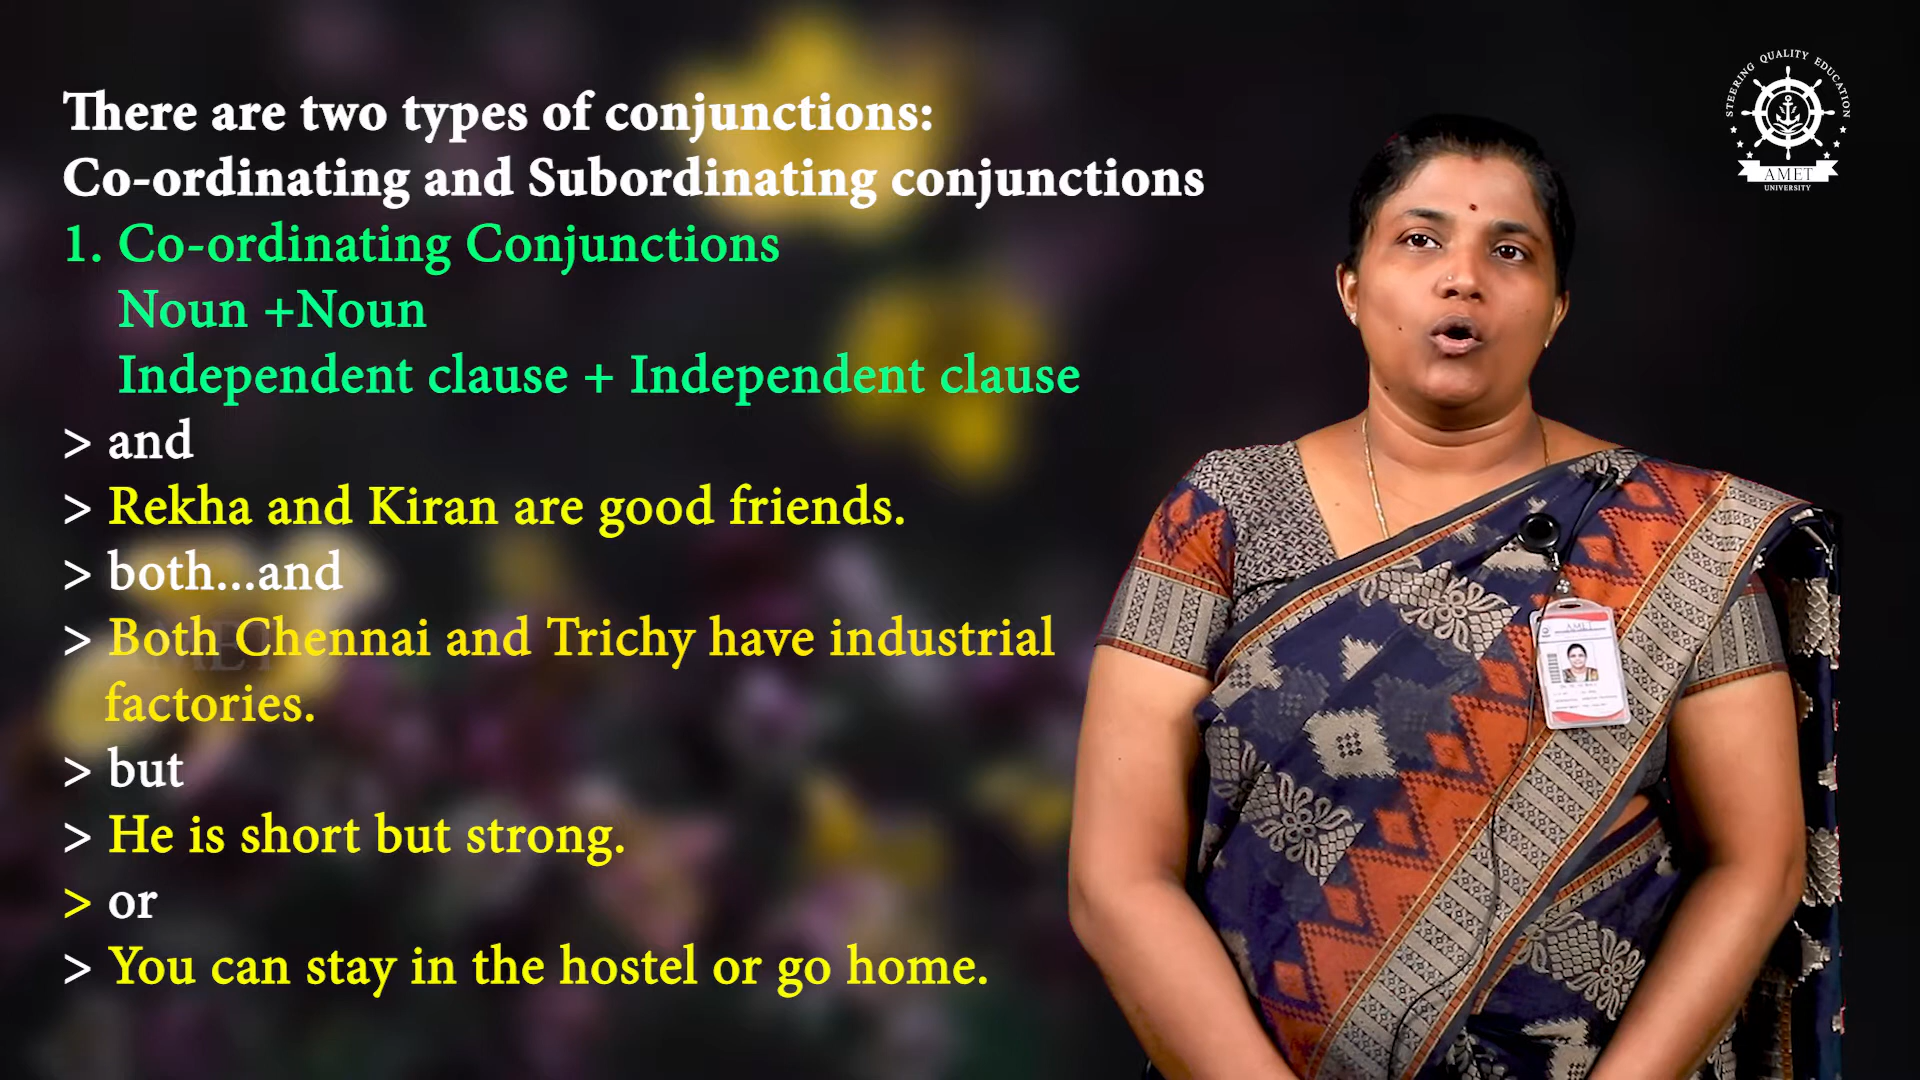 There are two types of conjunctions:
Co-ordinating and Subordinating conjunctions
1. Co-ordinating Conjunctions
Noun +Noun
Independent clause + Independent clause
> and
> Rekha and Kiran are good friends.
> both...and
> Both Chennai and Trichy have industrial
factories.
> but
> He is short but strong.
> or
> You can stay in the hostel or go home.
STEERING QUALITY EDUCATION
AMET
UNIVERSITY
AMET